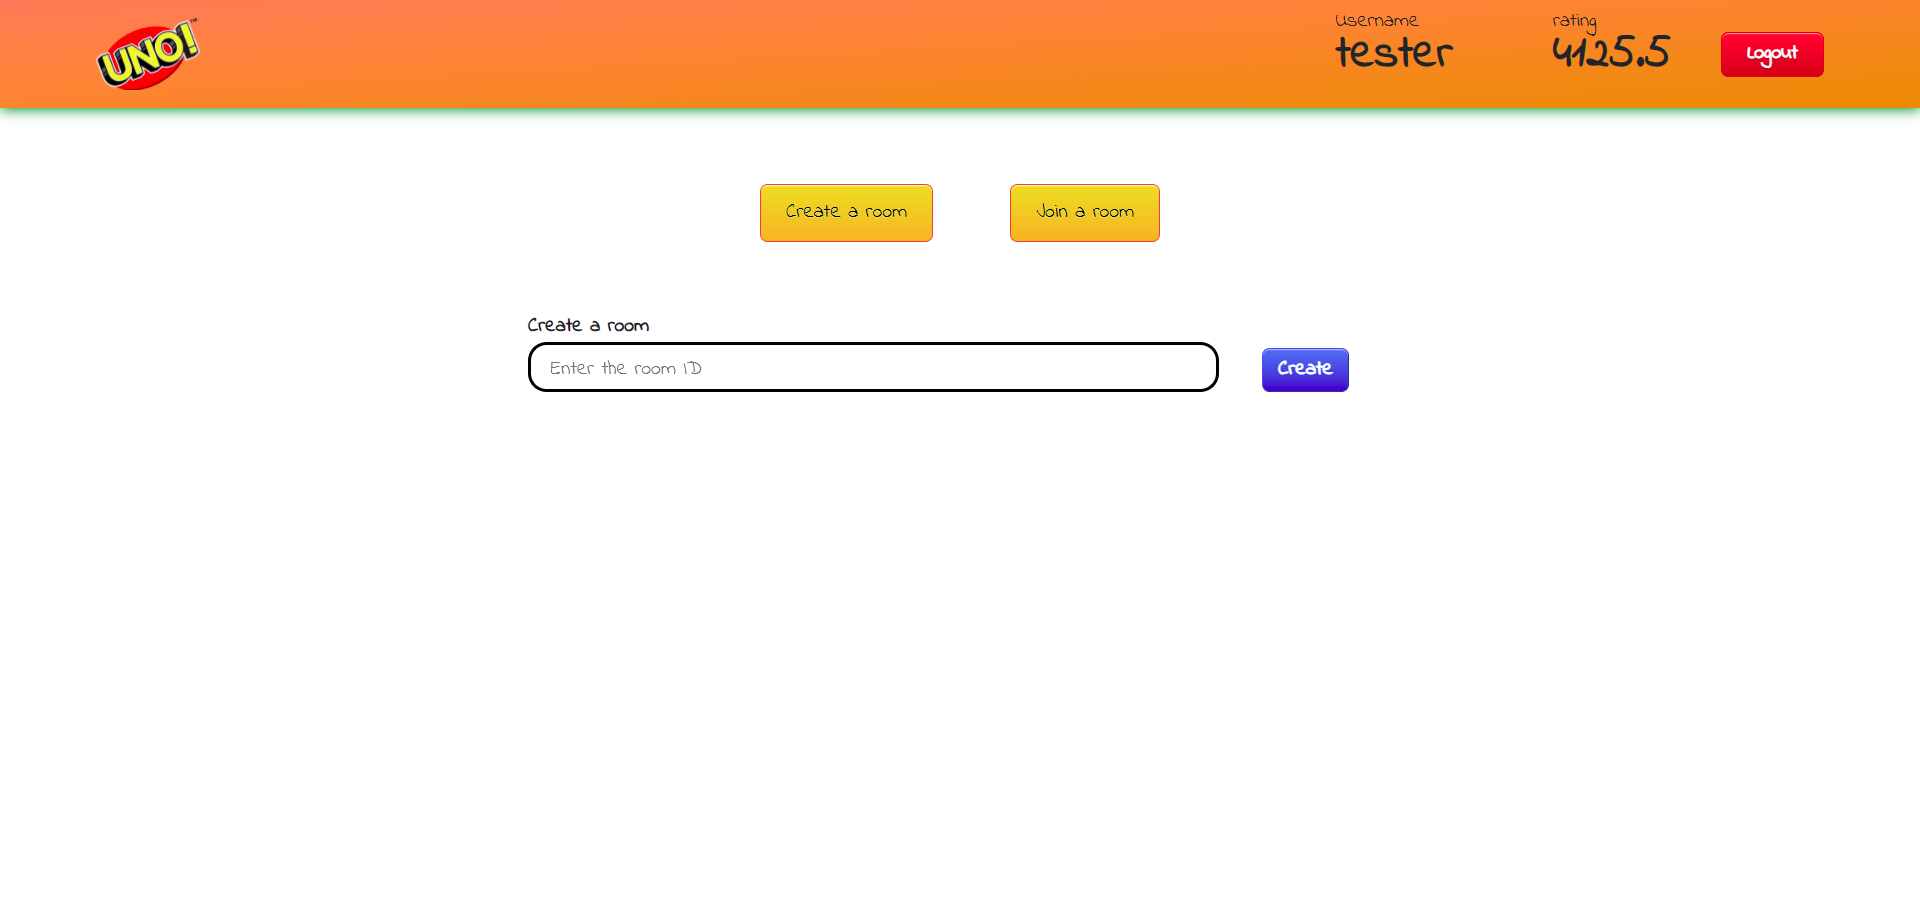 UNO!™
Username
tester
rating
4125.5
Logout
Create a room
Join a room
Create a room
Enter the room ID
Create